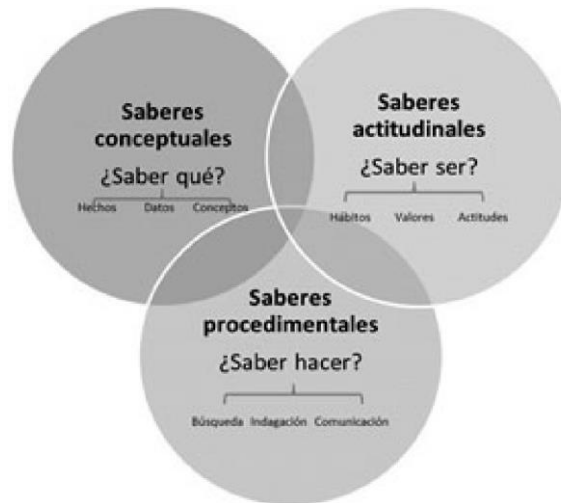 Saberes
conceptuales
¿Saber qué?
Hechos Datos Conceptos
Saberes
actitudinales
¿Saber ser?
Hábitos Valores Actitudes
Saberes
procedimentales
¿Saber hacer?
Búsqueda Indagación Comunicación